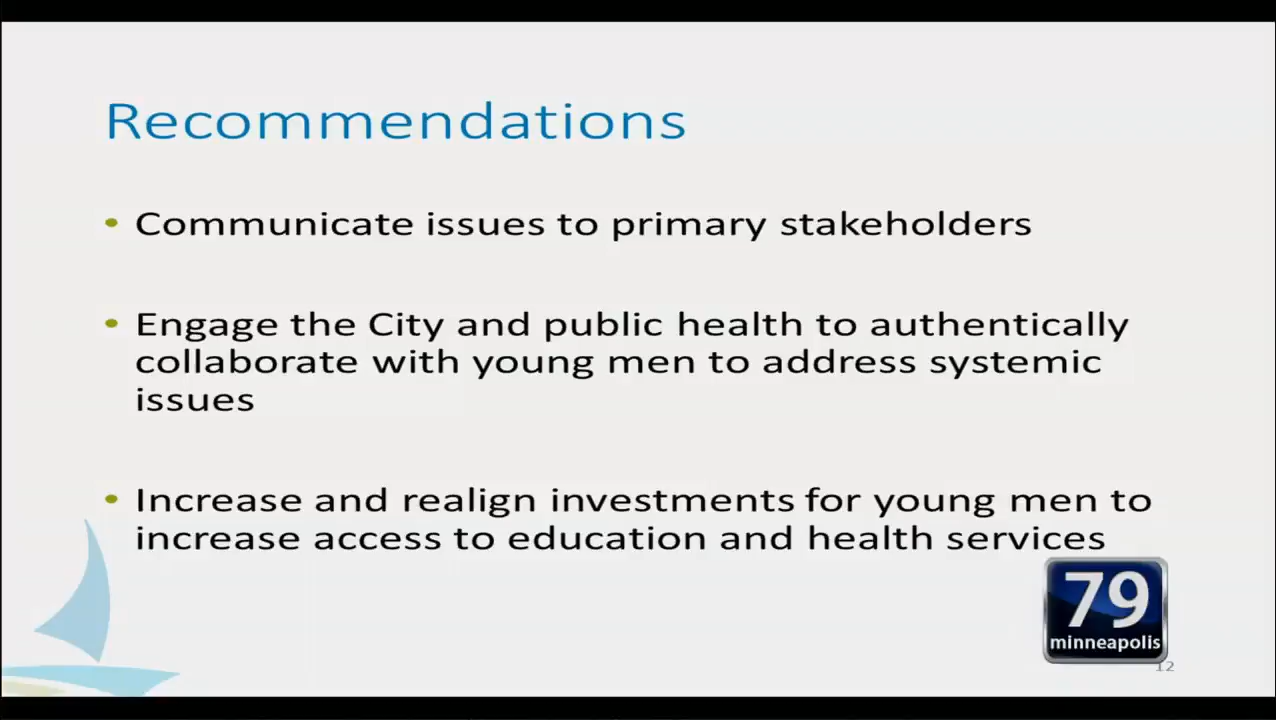 Recommendations
• Communicate issues to primary stakeholders
• Engage the City and public health to authentically
collaborate with young men to address systemic
issues
• Increase and realign investments for young men to
increase access to education and health services
79
minneapolis
12